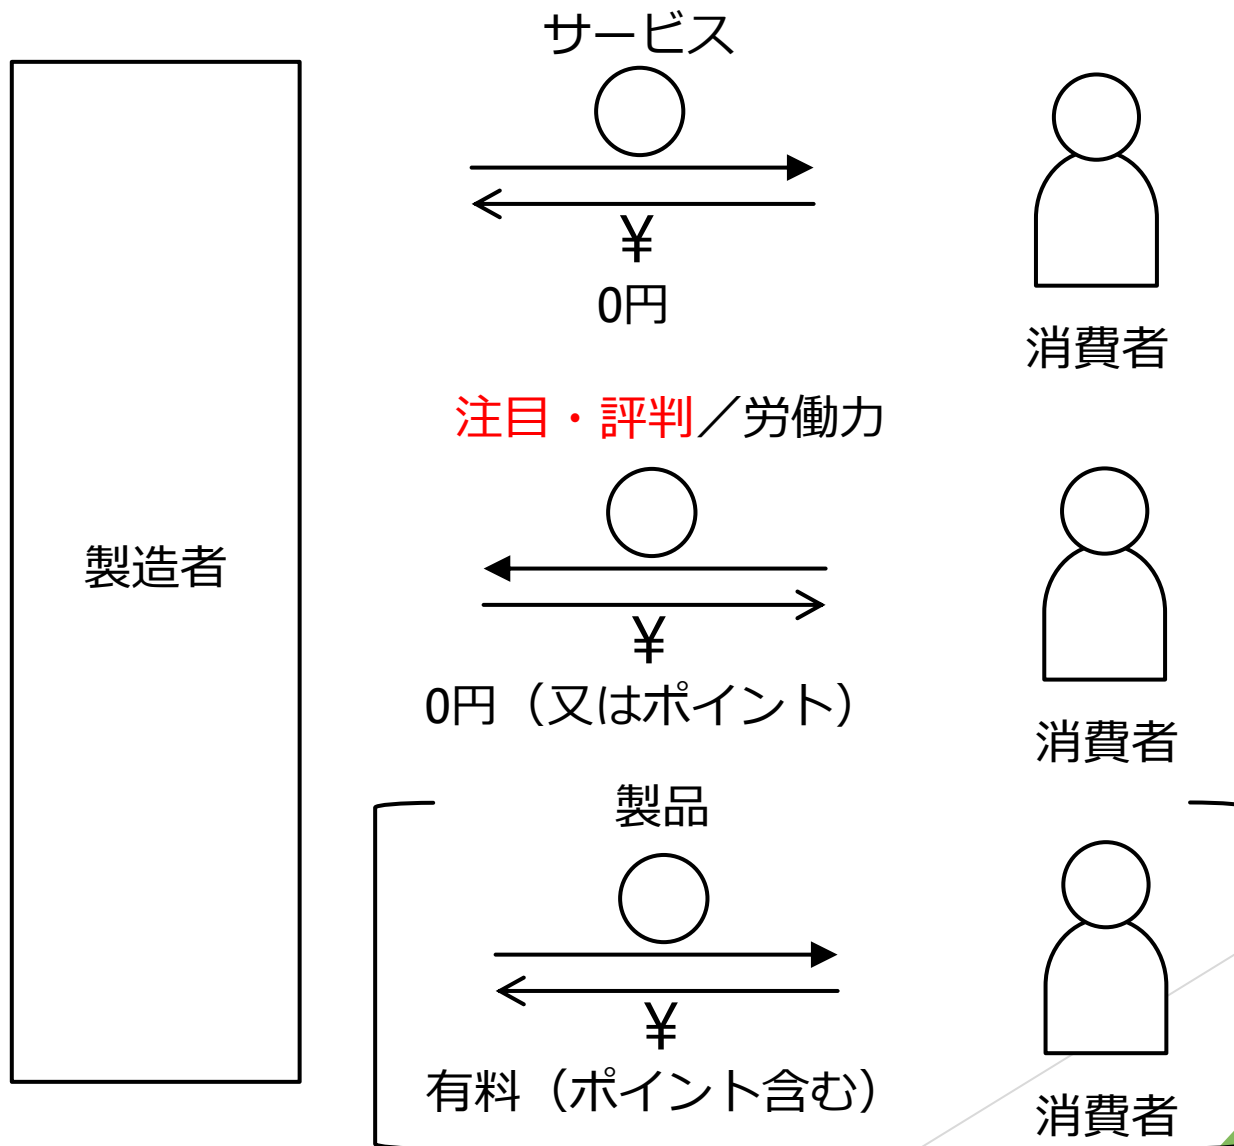 サービス
¥
0円
消費者
注目・評判／労働力
製造者
¥
0円（又はポイント）
消費者
製品
¥
有料（ポイント含む）
消費者